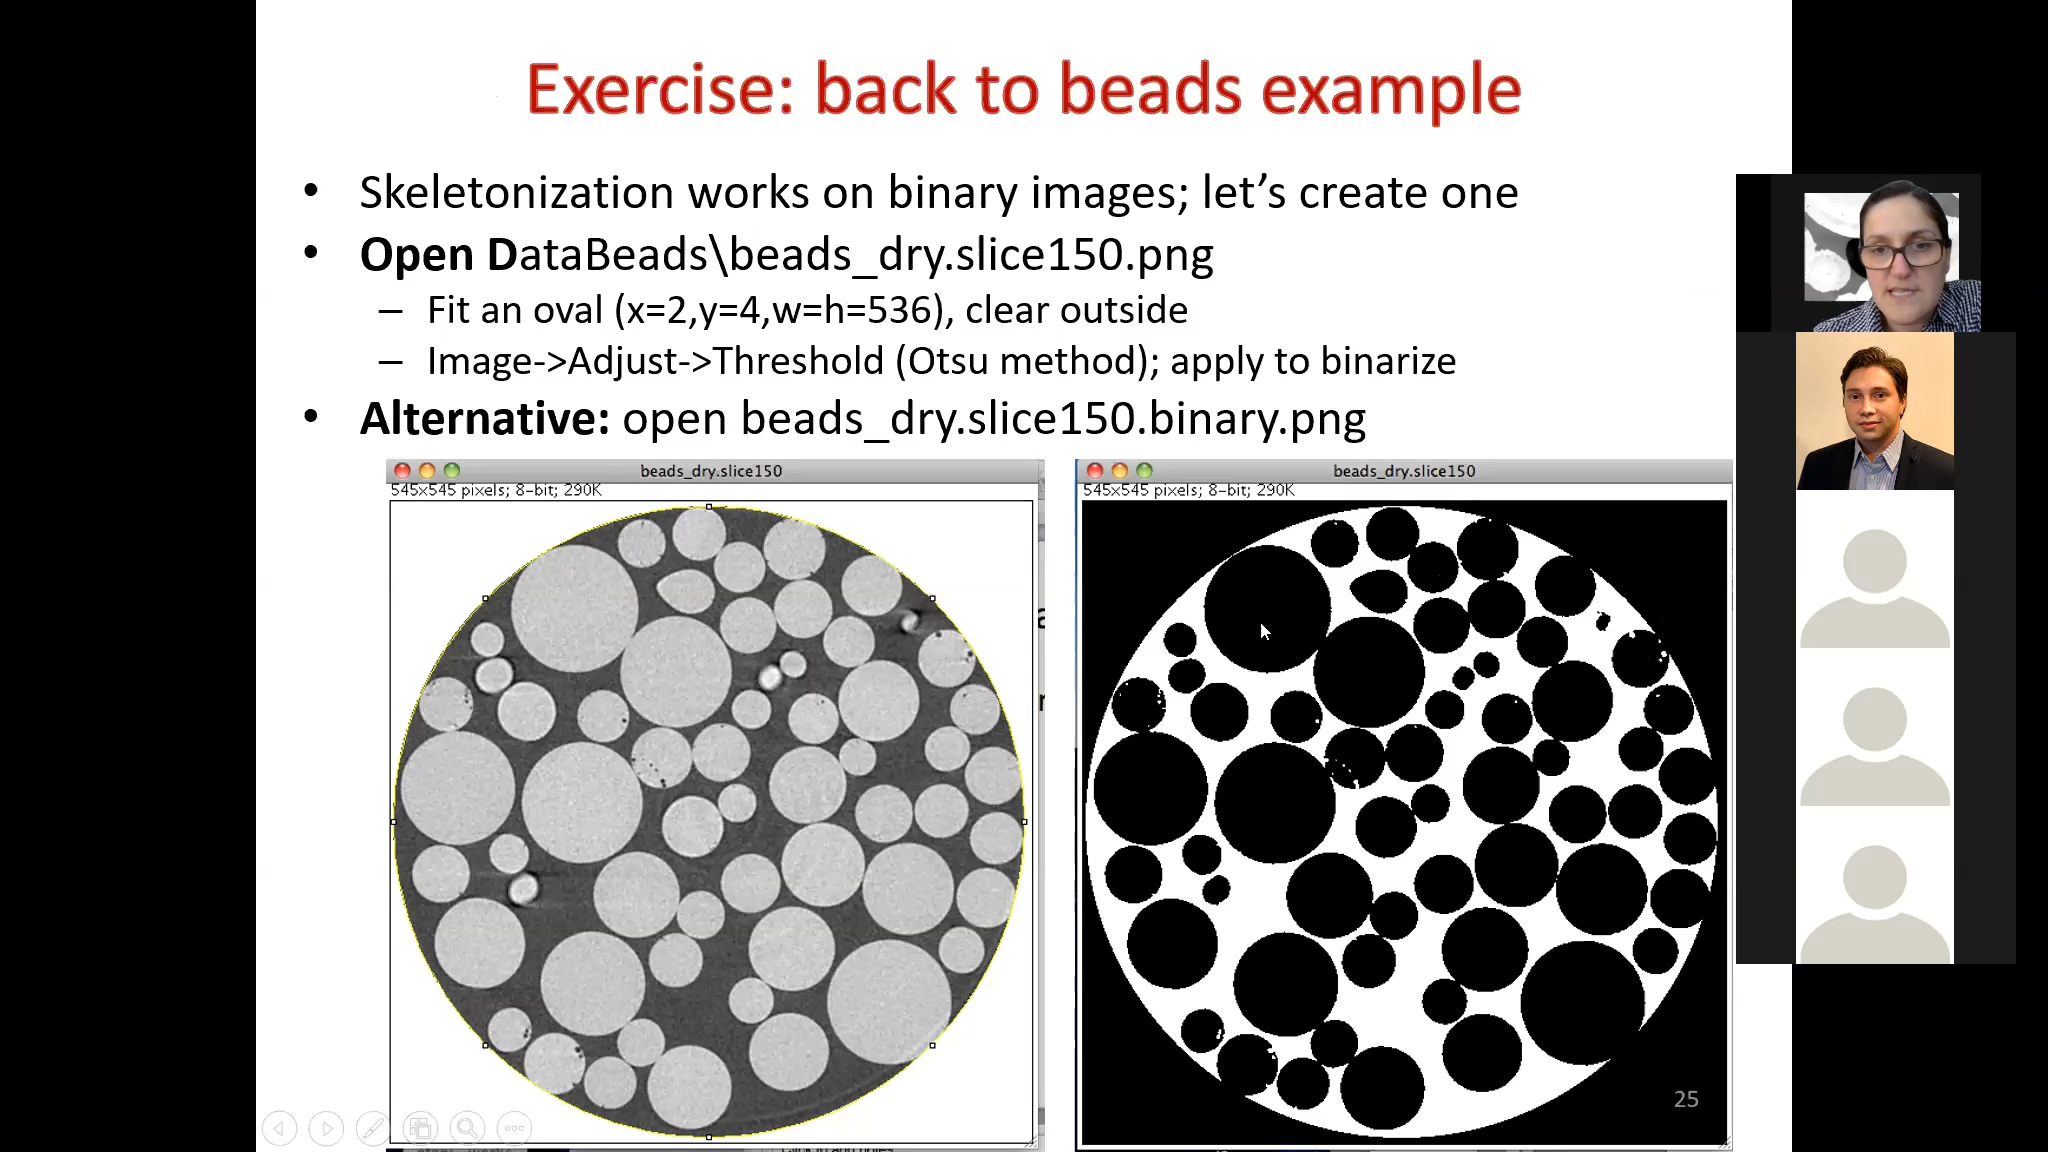 Exercise: back to beads example
• Skeletonization works on binary images; let’s create one
• Open DataBeads\beads_dry.slice150.png
– Fit an oval (x=2,y=4,w=h=536), clear outside
– Image->Adjust->Threshold (Otsu method); apply to binarize
• Alternative: open beads_dry.slice150.binary.png
beads_dry.slice150
545x545 pixels; 8-bit; 290K
beads_dry.slice150
545x545 pixels; 8-bit; 290K
25